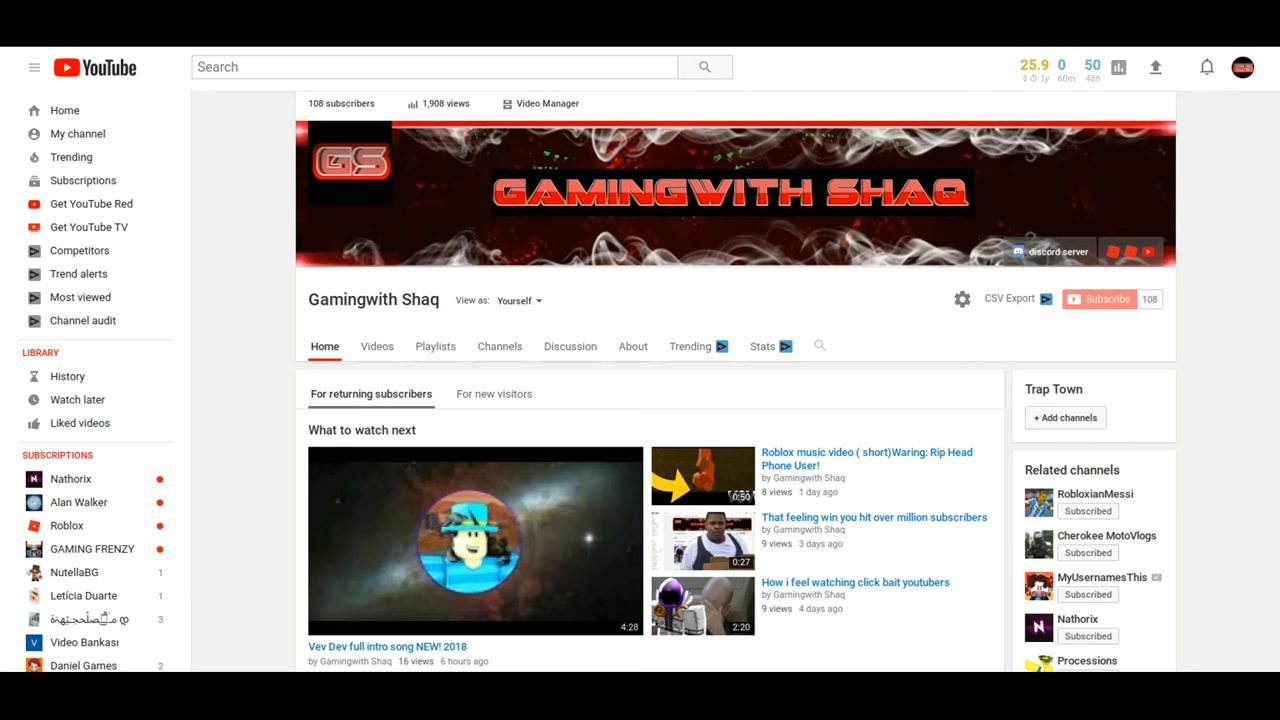 YouTube
Search
25.9 0 50
1y 60m 48h
Home
My channel
Trending
Subscriptions
Get YouTube Red
Get YouTube TV
Competitors
Trend alerts
Most viewed
Channel audit
LIBRARY
History
Watch later
Liked videos
SUBSCRIPTIONS
Nathorix
Alan Walker
Roblox
GAMING FRENZY
NutellaBG 1
Letícia Duarte 1
3
V Video Bankası
Daniel Games 2
108 subscribers 1,908 views Video Manager
GS
GAMINGWITH SHAQ
discord server
Gamingwith Shaq View as: Yourself
CSV Export Subscribe 108
Home Videos Playlists Channels Discussion About Trending Stats
For returning subscribers For new visitors
What to watch next
4:28
Vev Dev full intro song NEW! 2018
by Gamingwith Shaq 16 views 6 hours ago
0:50
Roblox music video ( short)Waring: Rip Head
Phone User!
by Gamingwith Shaq
8 views 1 day ago
0:27
That feeling win you hit over million subscribers
by Gamingwith Shaq
9 views 3 days ago
2:20
How i feel watching click bait youtubers
by Gamingwith Shaq
9 views 4 days ago
Trap Town
+ Add channels
Related channels
RobloxianMessi
Subscribed
Cherokee MotoVlogs
Subscribed
MyUsernamesThis
Subscribed
Nathorix
Subscribed
Processions